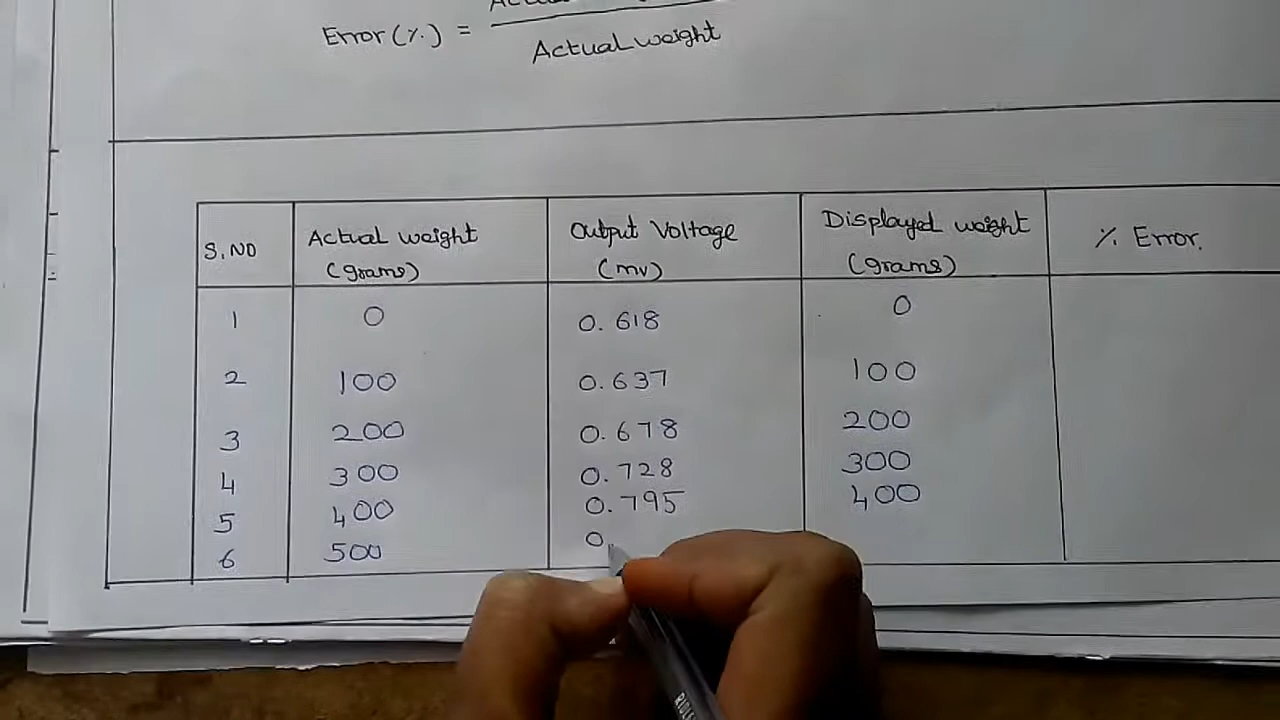 Error (%) =
Actual weight
S.NO Actual weight (grams) Output Voltage (mv) Displayed weight (grams) % Error.
1 0 0.618 0
2 100 0.637 100
3 200 0.678 200
4 300 0.728 300
5 400 0.795 400
6 500 0.